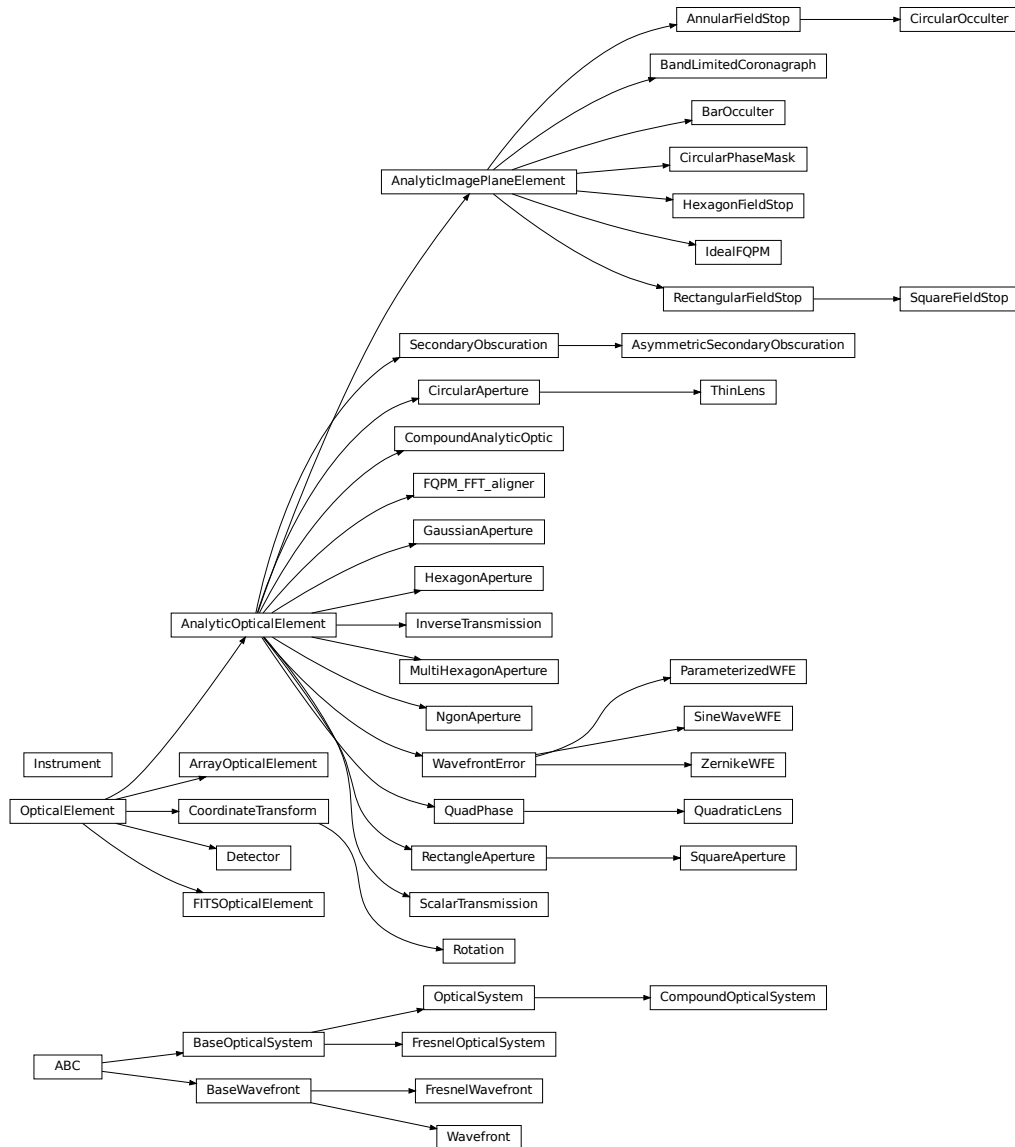 AnnularFieldStop
CircularOcculter
BandLimitedCoronagraph
BarOcculter
CircularPhaseMask
AnalyticImagePlaneElement
HexagonFieldStop
IdealFQPM
RectangularFieldStop
SquareFieldStop
SecondaryObscuration
AsymmetricSecondaryObscuration
CircularAperture
ThinLens
CompoundAnalyticOptic
FQPM_FFT_aligner
GaussianAperture
HexagonAperture
AnalyticOpticalElement
InverseTransmission
MultiHexagonAperture
ParameterizedWFE
NgonAperture
SineWaveWFE
Instrument
ArrayOpticalElement
WavefrontError
ZernikeWFE
OpticalElement
CoordinateTransform
QuadPhase
QuadraticLens
Detector
RectangleAperture
SquareAperture
FITSOpticalElement
ScalarTransmission
Rotation
OpticalSystem
CompoundOpticalSystem
BaseOpticalSystem
FresnelOpticalSystem
ABC
BaseWavefront
FresnelWavefront
Wavefront